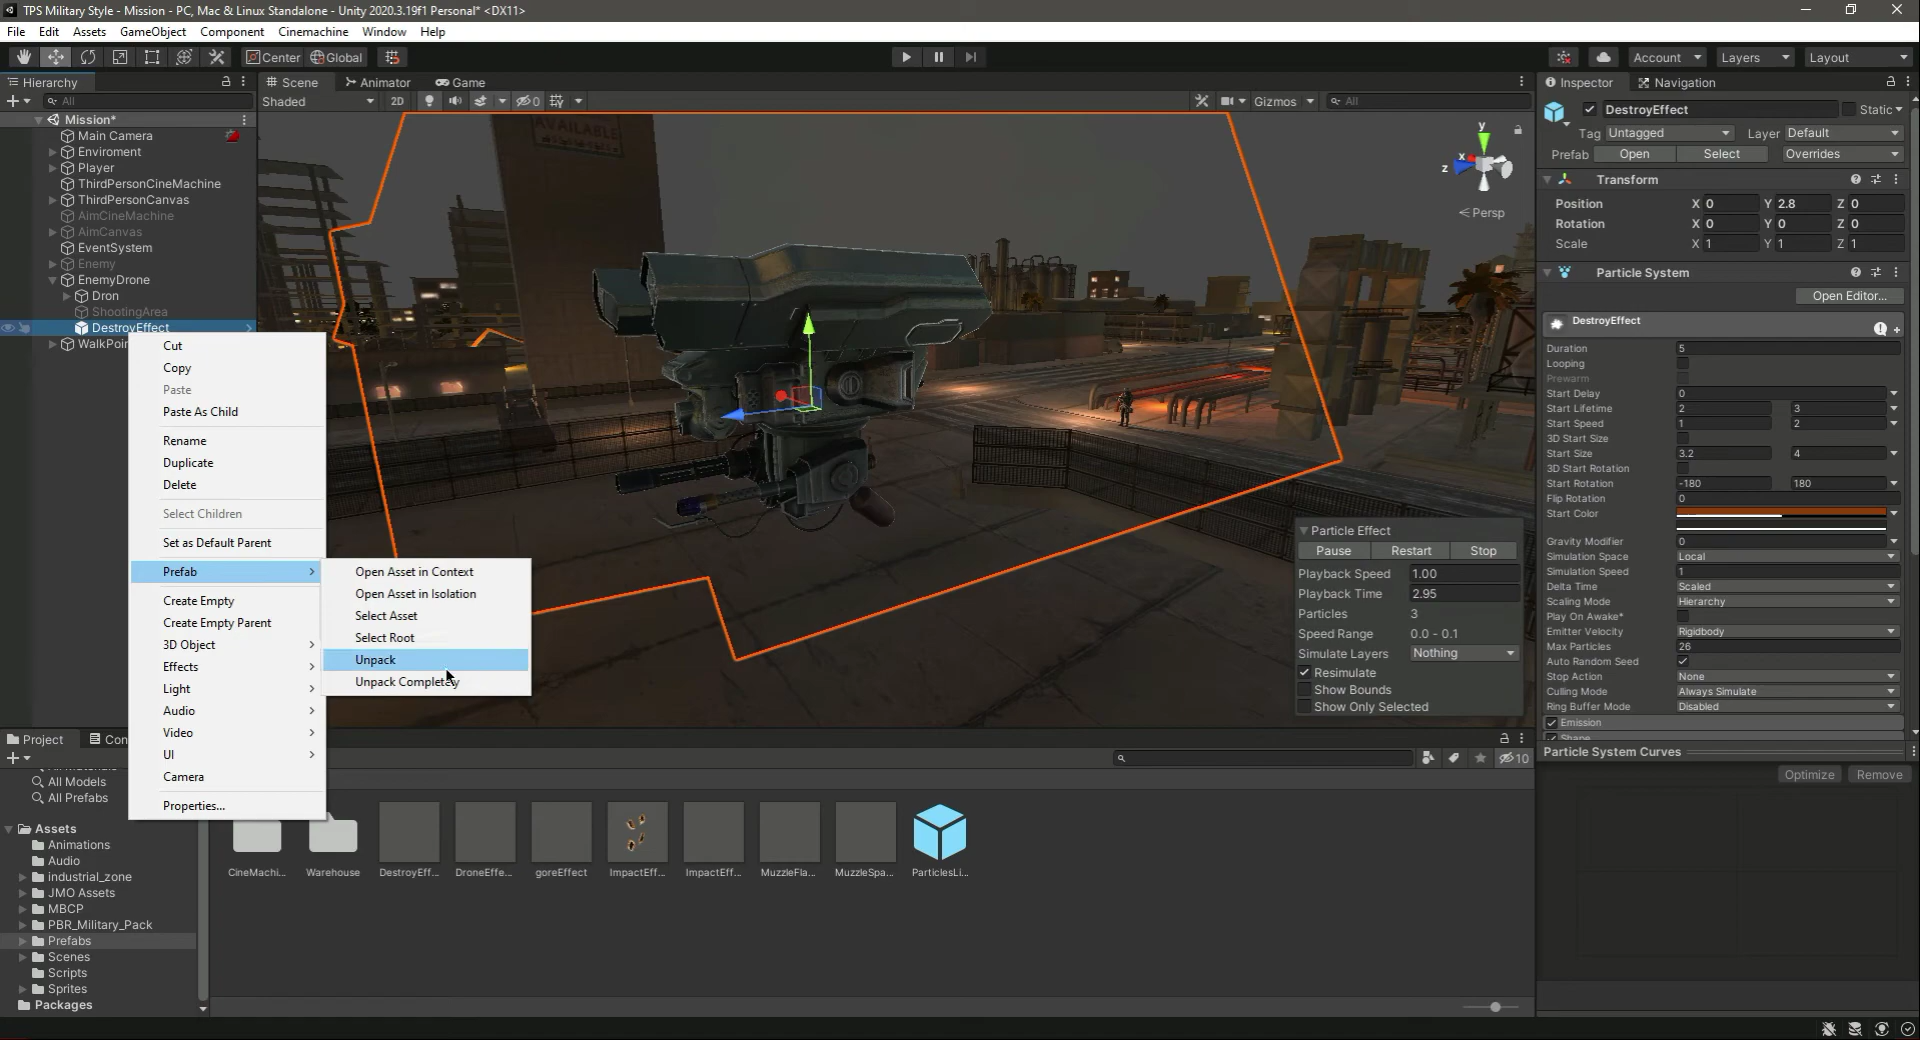 TPS Military Style - Mission - PC, Mac & Linux Standalone - Unity 2020.3.19f1 Personal* <DX11>
File Edit Assets GameObject Component Cinemachine Window Help
Center Global Account Layers Layout
Hierarchy
All
Mission*
Main Camera
Enviroment
Player
ThirdPersonCineMachine
ThirdPersonCanvas
AimCineMachine
AimCanvas
EventSystem
Enemy
EnemyDrone
Dron
ShootingArea
DestroyEffect
WalkPoin
Cut
Copy
Paste
Paste As Child
Rename
Duplicate
Delete
Select Children
Set as Default Parent
Prefab
Create Empty
Create Empty Parent
3D Object
Effects
Light
Audio
Video
UI
Camera
Properties...
Open Asset in Context
Open Asset in Isolation
Select Asset
Select Root
Unpack
Unpack Completely
Scene Animator Game
Shaded 2D 0 Gizmos All
AVAILABLE
y
x
z
Persp
Particle Effect
Pause Restart Stop
Playback Speed 1.00
Playback Time 2.95
Particles 3
Speed Range 0.0 - 0.1
Simulate Layers Nothing
Resimulate
Show Bounds
Show Only Selected
Inspector Navigation
DestroyEffect Static
Tag Untagged Layer Default
Prefab Open Select Overrides
Transform
Position X 0 Y 2.8 Z 0
Rotation X 0 Y 0 Z 0
Scale X 1 Y 1 Z 1
Particle System
Open Editor...
DestroyEffect
Duration 5
Looping
Prewarm
Start Delay 0
Start Lifetime 2 3
Start Speed 1 2
3D Start Size
Start Size 3.2 4
3D Start Rotation
Start Rotation -180 180
Flip Rotation 0
Start Color
Gravity Modifier 0
Simulation Space Local
Simulation Speed 1
Delta Time Scaled
Scaling Mode Hierarchy
Play On Awake*
Emitter Velocity Rigidbody
Max Particles 26
Auto Random Seed
Stop Action None
Culling Mode Always Simulate
Ring Buffer Mode Disabled
Emission
Shape
Particle System Curves
Optimize Remove
Project Con
10
All Models
All Prefabs
Assets
Animations
Audio
industrial_zone
JMO Assets
MBCP
PBR_Military_Pack
Prefabs
Scenes
Scripts
Sprites
Packages
CineMachi... Warehouse DestroyEff... DroneEffe... goreEffect ImpactEff... ImpactEff... MuzzleFla... MuzzleSpa... ParticlesLi...